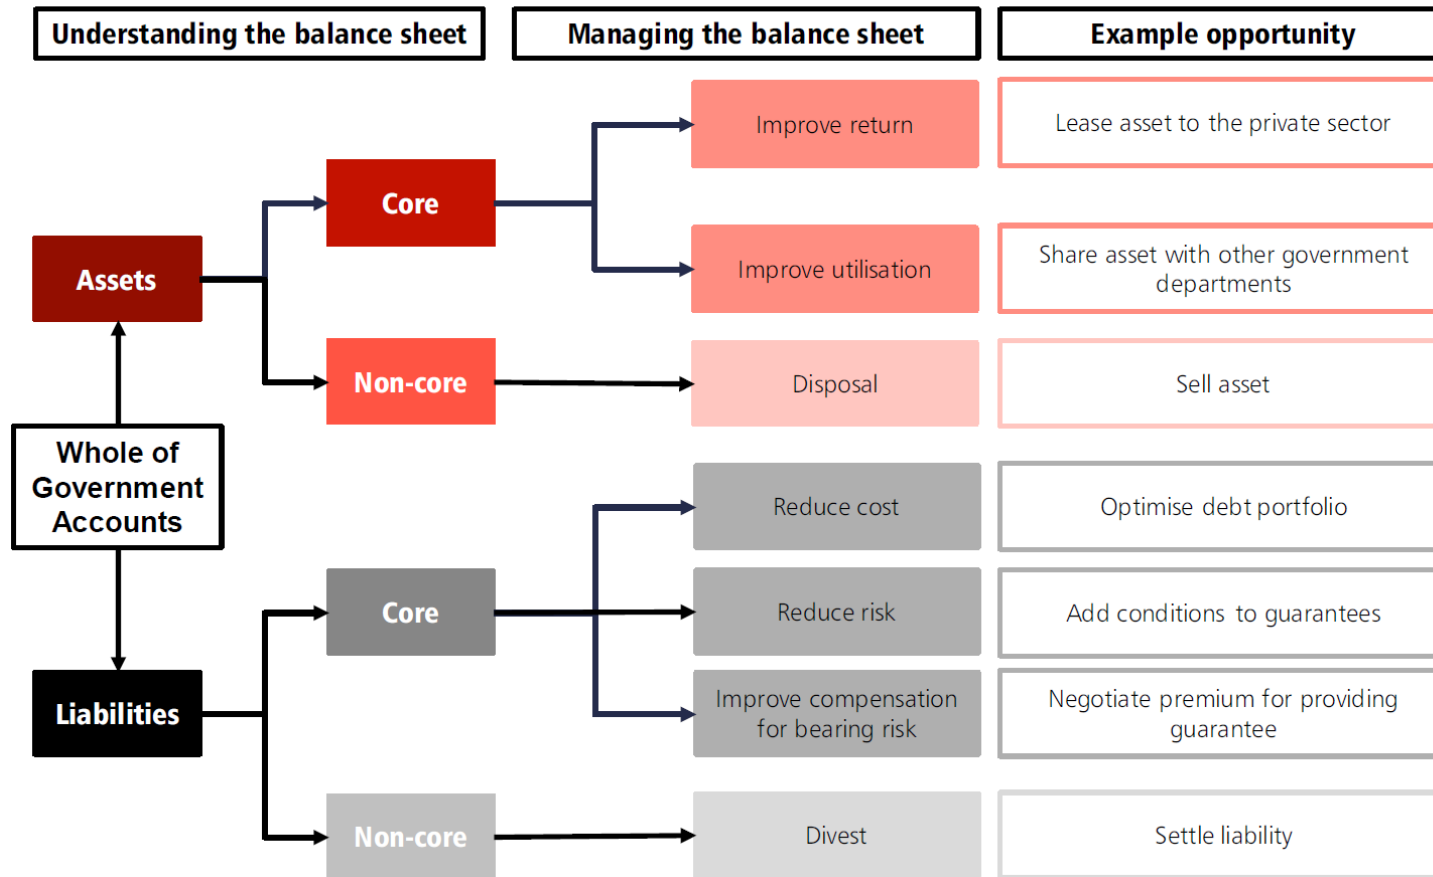 Understanding the balance sheet
Managing the balance sheet
Example opportunity
Improve return
Lease asset to the private sector
Core
Assets
Improve utilisation
Share asset with other government
departments
Non-core
Disposal
Sell asset
Whole of
Government
Accounts
Reduce cost
Optimise debt portfolio
Core
Reduce risk
Add conditions to guarantees
Liabilities
Improve compensation
for bearing risk
Negotiate premium for providing
guarantee
Non-core
Divest
Settle liability